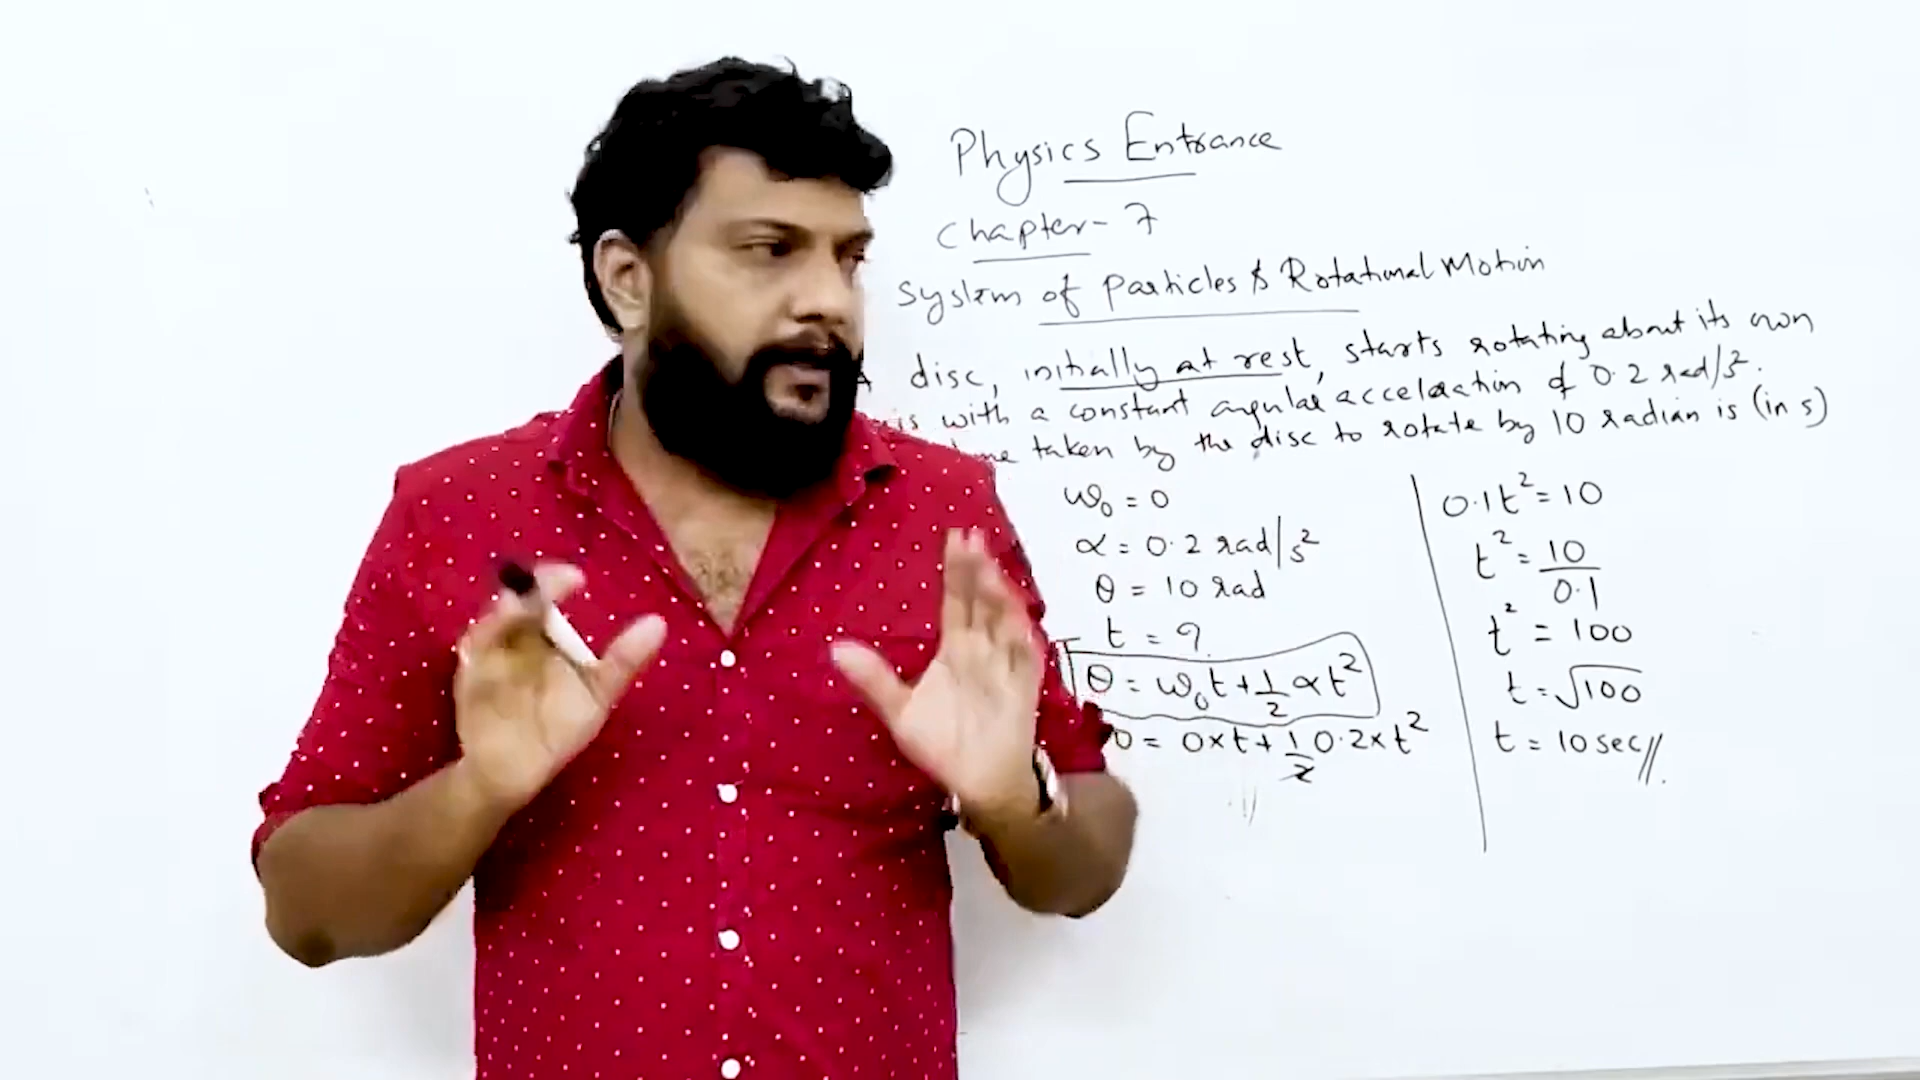 Physics Entrance
Chapter-7
System of Particles & Rotational Motion
A disc, initially at rest, starts rotating about its own
is with a constant angular acceleration of 0.2 rad/s².
me taken by the disc to rotate by 10 radian is (in s)
ω₀ = 0
α = 0.2 rad/s²
θ = 10 rad
t = ?
θ = ω₀t + 1/2 αt²
0 = 0×t + 1/2 0.2×t²
0.1t² = 10
t² = 10/0.1
t² = 100
t = √100
t = 10 sec//.